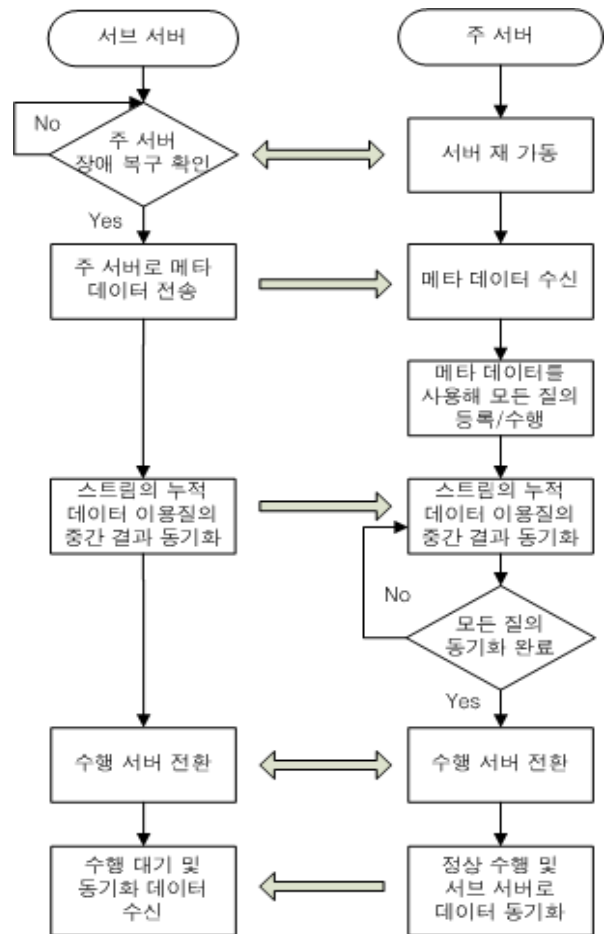 서브 서버
주 서버
No
주 서버
장애 복구 확인
서버 재 가동
Yes
주 서버로 메타
데이터 전송
메타 데이터 수신
메타 데이터를
사용해 모든 질의
등록/수행
스트림의 누적
데이터 이용질의
중간 결과 동기화
스트림의 누적
데이터 이용질의
중간 결과 동기화
No
모든 질의
동기화 완료
Yes
수행 서버 전환
수행 서버 전환
수행 대기 및
동기화 데이터
수신
정상 수행 및
서브 서버로
데이터 동기화